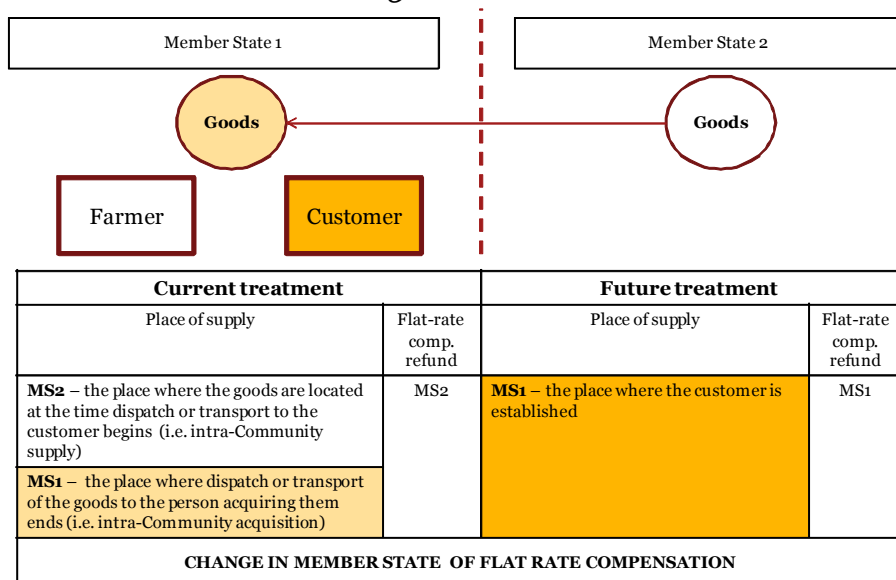 Member State 1
Member State 2
Goods
Goods
Farmer
Customer
Current treatment
Future treatment
Place of supply
Flat-rate
comp.
refund
Place of supply
Flat-rate
comp.
refund
MS2 – the place where the goods are located
at the time dispatch or transport to the
customer begins (i.e. intra-Community
supply)
MS2
MS1 – the place where the customer is
established
MS1
MS1 – the place where dispatch or transport
of the goods to the person acquiring them
ends (i.e. intra-Community acquisition)
CHANGE IN MEMBER STATE OF FLAT RATE COMPENSATION